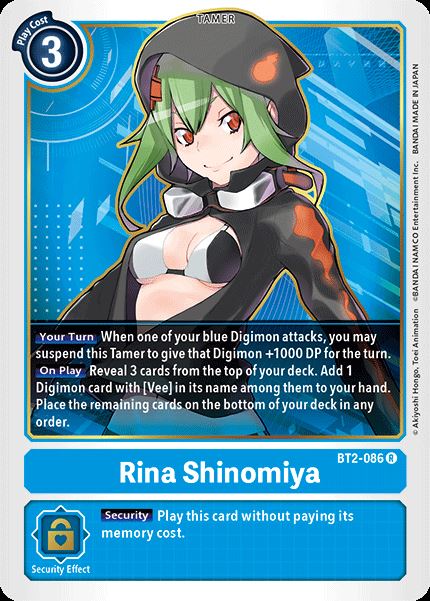 TAMER
Play Cost
3
Your Turn When one of your blue Digimon attacks, you may
suspend this Tamer to give that Digimon +1000 DP for the turn.
On Play Reveal 3 cards from the top of your deck. Add 1
Digimon card with [Vee] in its name among them to your hand.
Place the remaining cards on the bottom of your deck in any
order.
©Akiyoshi Hongo, Toei Animation ©BANDAI NAMCO Entertainment Inc. BANDAI MADE IN JAPAN
BT2-086 R
Rina Shinomiya
Security Play this card without paying its
memory cost.
Security Effect